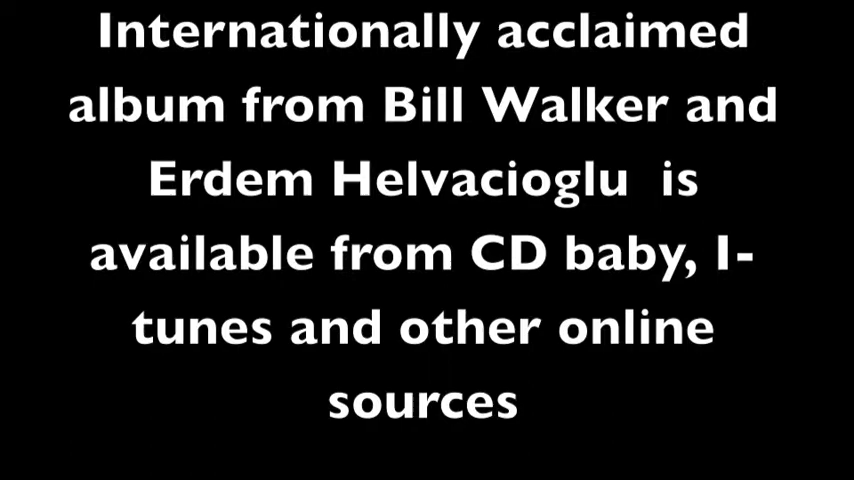 Internationally acclaimed
album from Bill Walker and
Erdem Helvacioglu  is
available from CD baby, I-
tunes and other online
sources